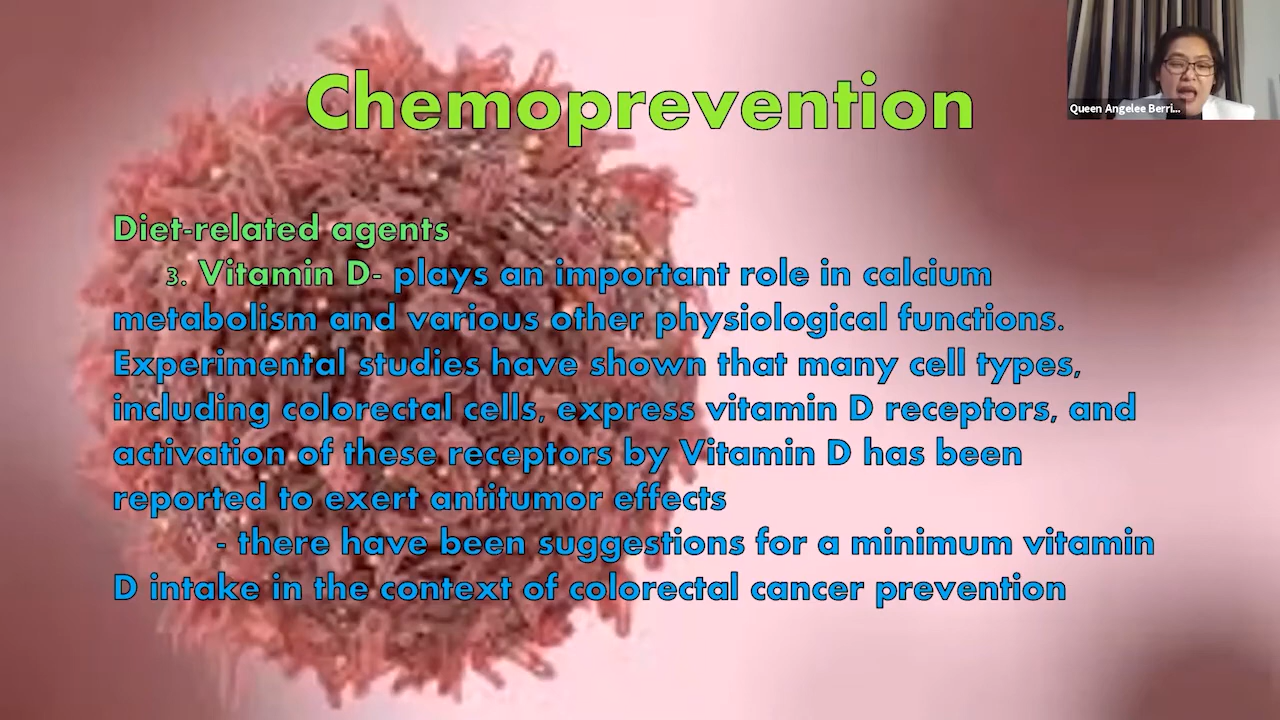 Chemoprevention
Queen Angelee Berri...
Diet-related agents
3. Vitamin D- plays an important role in calcium
metabolism and various other physiological functions.
Experimental studies have shown that many cell types,
including colorectal cells, express vitamin D receptors, and
activation of these receptors by Vitamin D has been
reported to exert antitumor effects
- there have been suggestions for a minimum vitamin
D intake in the context of colorectal cancer prevention